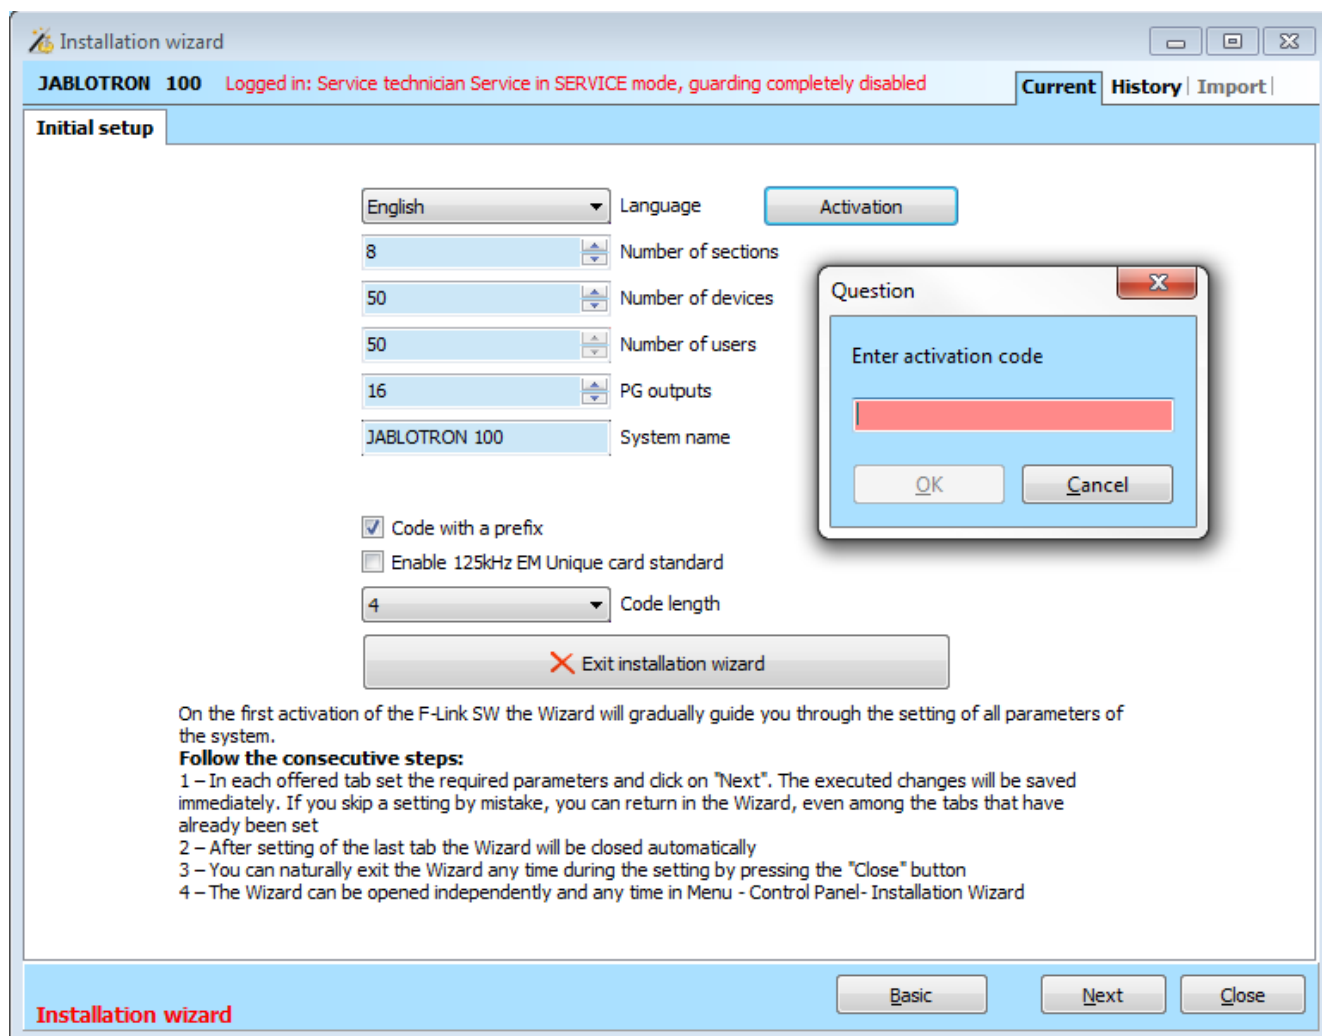 Installation wizard
JABLOTRON 100 Logged in: Service technician Service in SERVICE mode, guarding completely disabled Current History Import
Initial setup
English Language Activation
8 Number of sections
50 Number of devices
50 Number of users
16 PG outputs
JABLOTRON 100 System name
Question
Enter activation code
OK Cancel
Code with a prefix
Enable 125kHz EM Unique card standard
4 Code length
Exit installation wizard
On the first activation of the F-Link SW the Wizard will gradually guide you through the setting of all parameters of
the system.
Follow the consecutive steps:
1 – In each offered tab set the required parameters and click on "Next". The executed changes will be saved
immediately. If you skip a setting by mistake, you can return in the Wizard, even among the tabs that have
already been set
2 – After setting of the last tab the Wizard will be closed automatically
3 – You can naturally exit the Wizard any time during the setting by pressing the "Close" button
4 – The Wizard can be opened independently and any time in Menu - Control Panel- Installation Wizard
Basic Next Close
Installation wizard